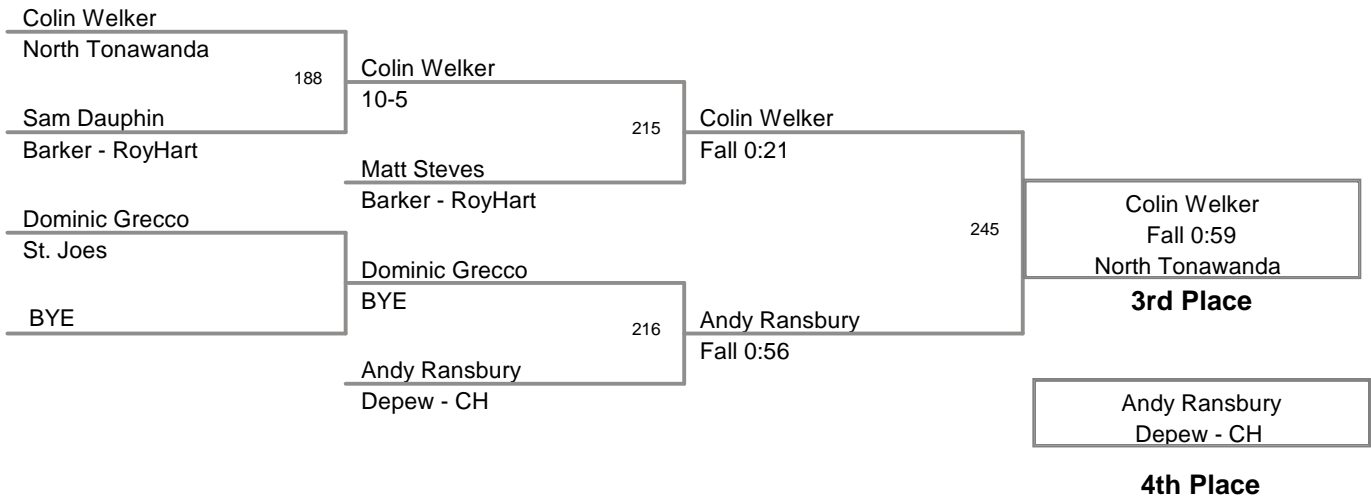 Colin Welker
North Tonawanda
188
Sam Dauphin
Barker - RoyHart
Dominic Grecco
St. Joes
BYE
Colin Welker
10-5
215
Matt Steves
Barker - RoyHart
Dominic Grecco
BYE
216
Andy Ransbury
Depew - CH
Colin Welker
Fall 0:21
245
Andy Ransbury
Fall 0:56
Colin Welker
Fall 0:59
North Tonawanda
3rd Place
Andy Ransbury
Depew - CH
4th Place